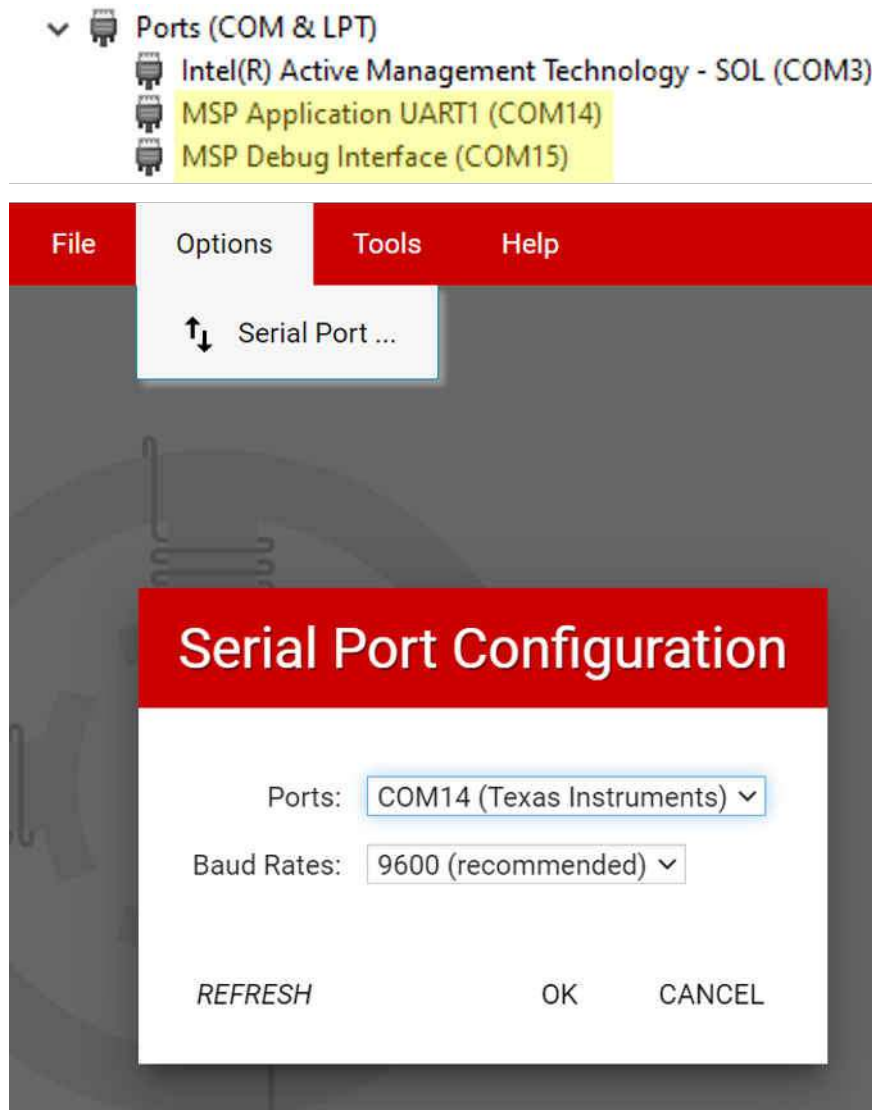 Ports (COM & LPT)
Intel(R) Active Management Technology - SOL (COM3)
MSP Application UART1 (COM14)
MSP Debug Interface (COM15)
File Options Tools Help
Serial Port ...
Serial Port Configuration
Ports: COM14 (Texas Instruments)
Baud Rates: 9600 (recommended)
REFRESH OK CANCEL